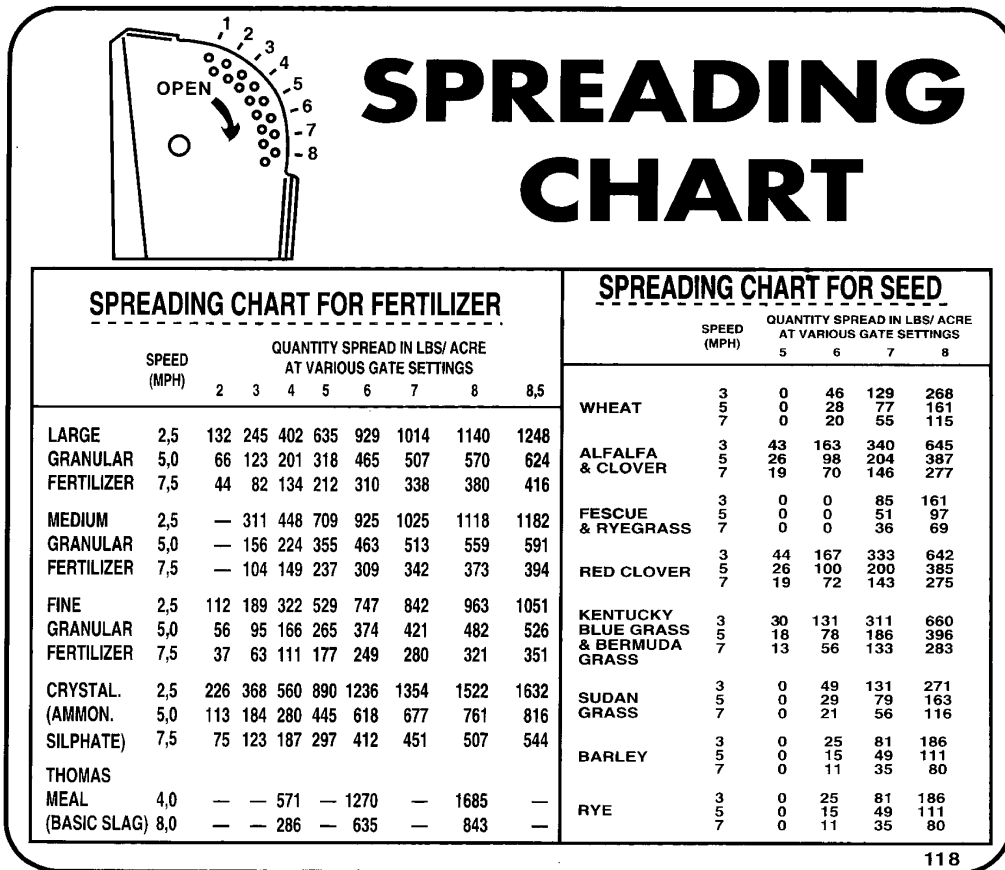 1
2
3
4
5
6
7
8
OPEN
SPREADING
CHART
SPREADING CHART FOR FERTILIZER
SPEED (MPH) QUANTITY SPREAD IN LBS/ ACRE
AT VARIOUS GATE SETTINGS
2 3 4 5 6 7 8 8,5
LARGE 2,5 132 245 402 635 929 1014 1140 1248
GRANULAR 5,0 66 123 201 318 465 507 570 624
FERTILIZER 7,5 44 82 134 212 310 338 380 416
MEDIUM 2,5 — 311 448 709 925 1025 1118 1182
GRANULAR 5,0 — 156 224 355 463 513 559 591
FERTILIZER 7,5 — 104 149 237 309 342 373 394
FINE 2,5 112 189 322 529 747 842 963 1051
GRANULAR 5,0 56 95 166 265 374 421 482 526
FERTILIZER 7,5 37 63 111 177 249 280 321 351
CRYSTAL. 2,5 226 368 560 890 1236 1354 1522 1632
(AMMON. 5,0 113 184 280 445 618 677 761 816
SILPHATE) 7,5 75 123 187 297 412 451 507 544
THOMAS
MEAL 4,0 — — 571 — 1270 — 1685 —
(BASIC SLAG) 8,0 — — 286 — 635 — 843 —
SPREADING CHART FOR SEED
SPEED (MPH) QUANTITY SPREAD IN LBS/ ACRE
AT VARIOUS GATE SETTINGS
5 6 7 8
3 0 46 129 268
WHEAT 5 0 28 77 161
7 0 20 55 115
3 43 163 340 645
ALFALFA 5 26 98 204 387
& CLOVER 7 19 70 146 277
3 0 0 85 161
FESCUE 5 0 0 51 97
& RYEGRASS 7 0 0 36 69
3 44 167 333 642
RED CLOVER 5 26 100 200 385
7 19 72 143 275
KENTUCKY 3 30 131 311 660
BLUE GRASS 5 18 78 186 396
& BERMUDA 7 13 56 133 283
GRASS
3 0 49 131 271
SUDAN 5 0 29 79 163
GRASS 7 0 21 56 116
3 0 25 81 186
BARLEY 5 0 15 49 111
7 0 11 35 80
3 0 25 81 186
RYE 5 0 15 49 111
7 0 11 35 80
118